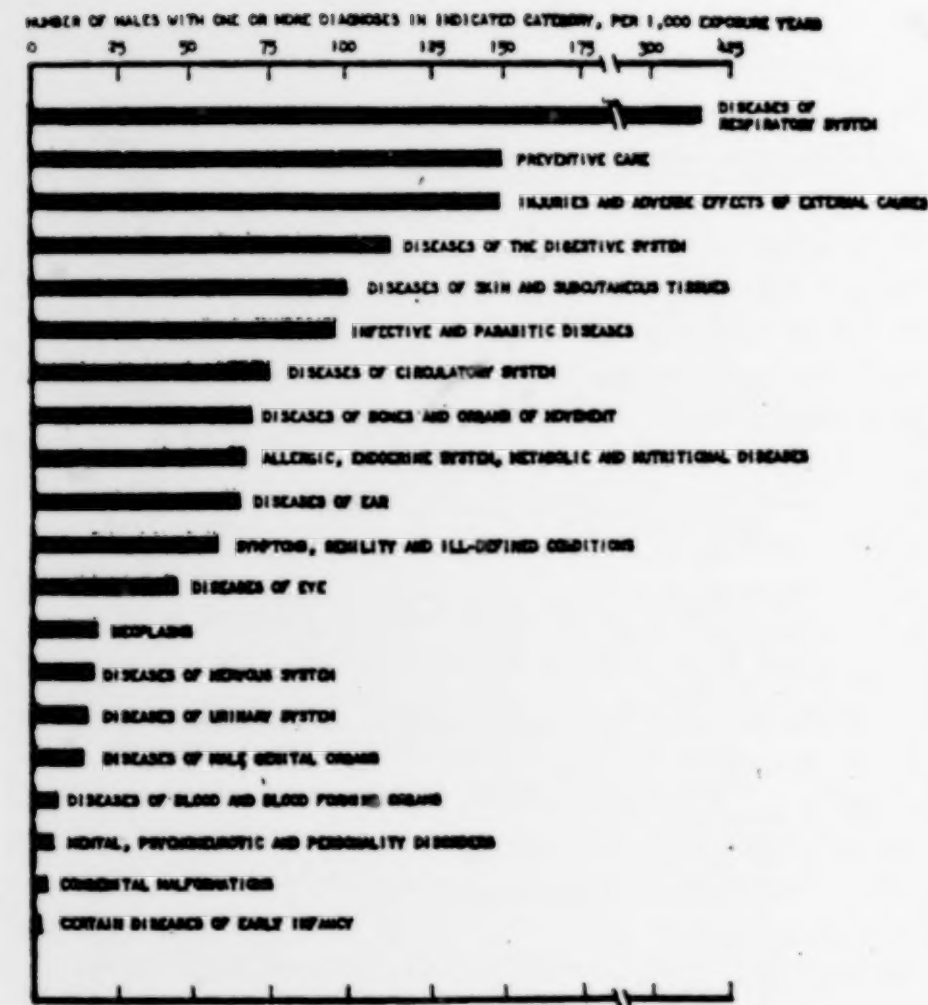 NUMBER OF MALES WITH ONE OR MORE DIAGNOSES IN INDICATED CATEGORY, PER 1,000 EXPOSURE YEARS
0 25 50 75 100 125 150 175 300 425
DISEASES OF
RESPIRATORY SYSTEM
PREVENTIVE CARE
INJURIES AND ADVERSE EFFECTS OF EXTERNAL CAUSES
DISEASES OF THE DIGESTIVE SYSTEM
DISEASES OF SKIN AND SUBCUTANEOUS TISSUES
INFECTIVE AND PARASITIC DISEASES
DISEASES OF CIRCULATORY SYSTEM
DISEASES OF BONES AND ORGANS OF MOVEMENT
ALLERGIC, ENDOCRINE SYSTEM, METABOLIC AND NUTRITIONAL DISEASES
DISEASES OF EAR
SYMPTOMS, SENILITY AND ILL-DEFINED CONDITIONS
DISEASES OF EYE
NEOPLASMS
DISEASES OF NERVOUS SYSTEM
DISEASES OF URINARY SYSTEM
DISEASES OF MALE GENITAL ORGANS
DISEASES OF BLOOD AND BLOOD FORMING ORGANS
MENTAL, PSYCHONEUROTIC AND PERSONALITY DISORDERS
CONGENITAL MALFORMATIONS
CERTAIN DISEASES OF EARLY INFANCY